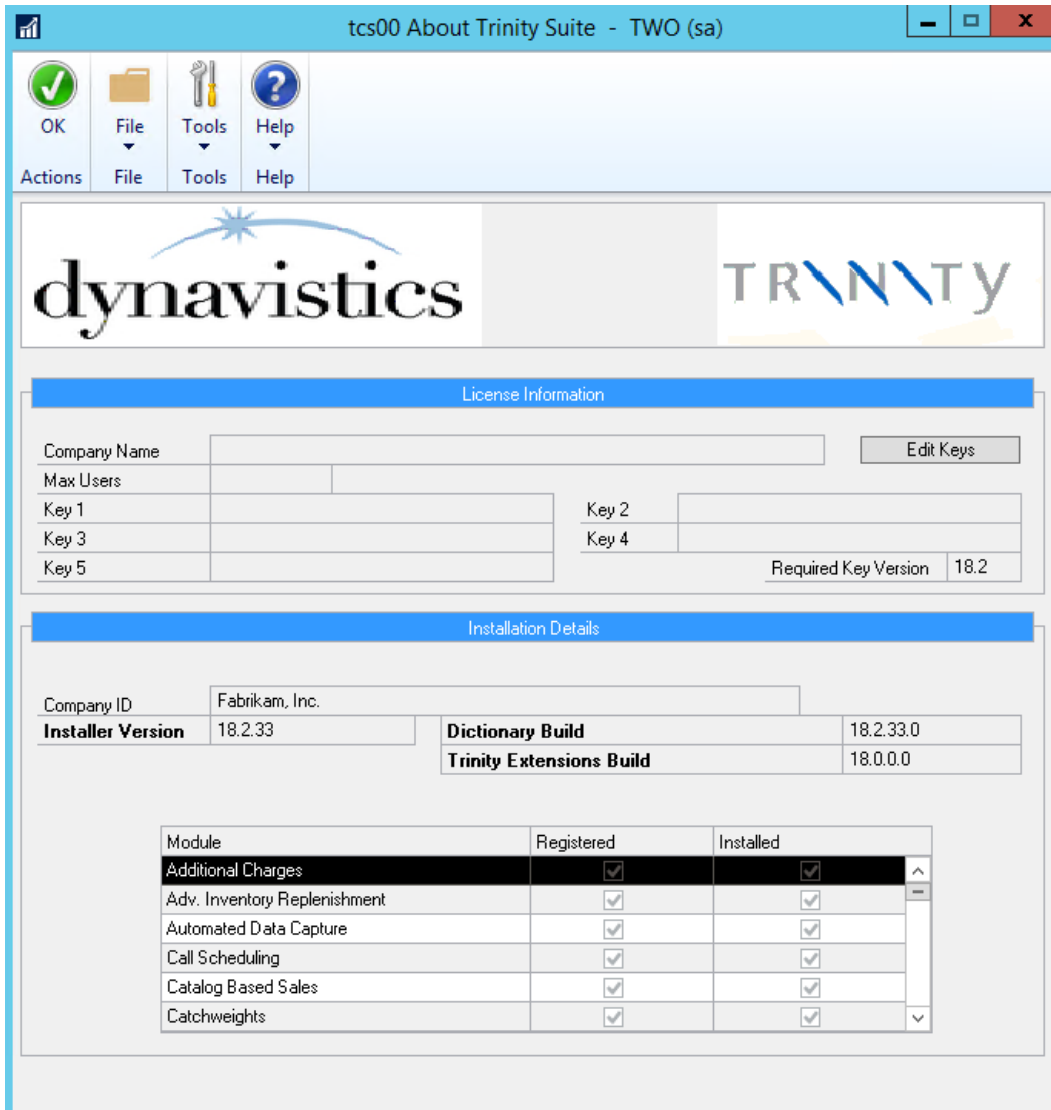 tcs00 About Trinity Suite - TWO (sa)
OK File Tools Help
Actions File Tools Help
dynavistics
TRINITY
License Information
Company Name
Edit Keys
Max Users
Key 1
Key 2
Key 3
Key 4
Key 5
Required Key Version 18.2
Installation Details
Company ID Fabrikam, Inc.
Installer Version 18.2.33
Dictionary Build 18.2.33.0
Trinity Extensions Build 18.0.0.0
Module Registered Installed
Additional Charges
Adv. Inventory Replenishment
Automated Data Capture
Call Scheduling
Catalog Based Sales
Catchweights